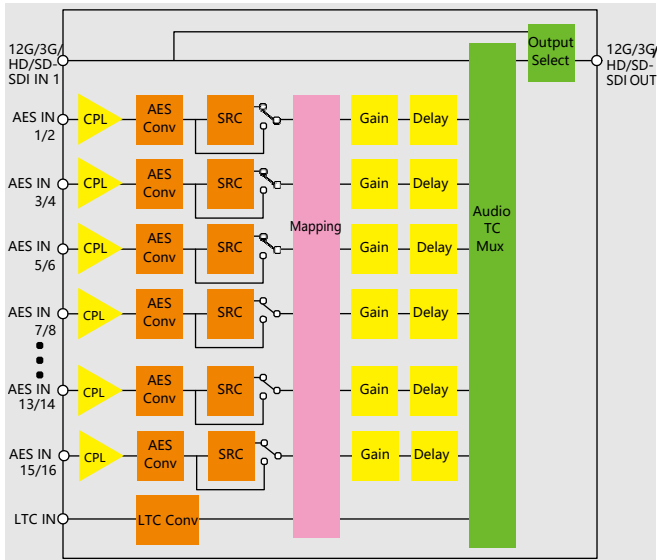 Output
Select
12G/3G/
HD/SD-
SDI IN 1
12G/3G/
HD/SD-
SDI OUT
AES IN
1/2
CPL
AES
Conv
SRC
Gain
Delay
AES IN
3/4
CPL
AES
Conv
SRC
Gain
Delay
Mapping
Audio
TC
Mux
AES IN
5/6
CPL
AES
Conv
SRC
Gain
Delay
AES IN
7/8
CPL
AES
Conv
SRC
Gain
Delay
AES IN
13/14
CPL
AES
Conv
SRC
Gain
Delay
AES IN
15/16
CPL
AES
Conv
SRC
Gain
Delay
LTC IN
LTC Conv